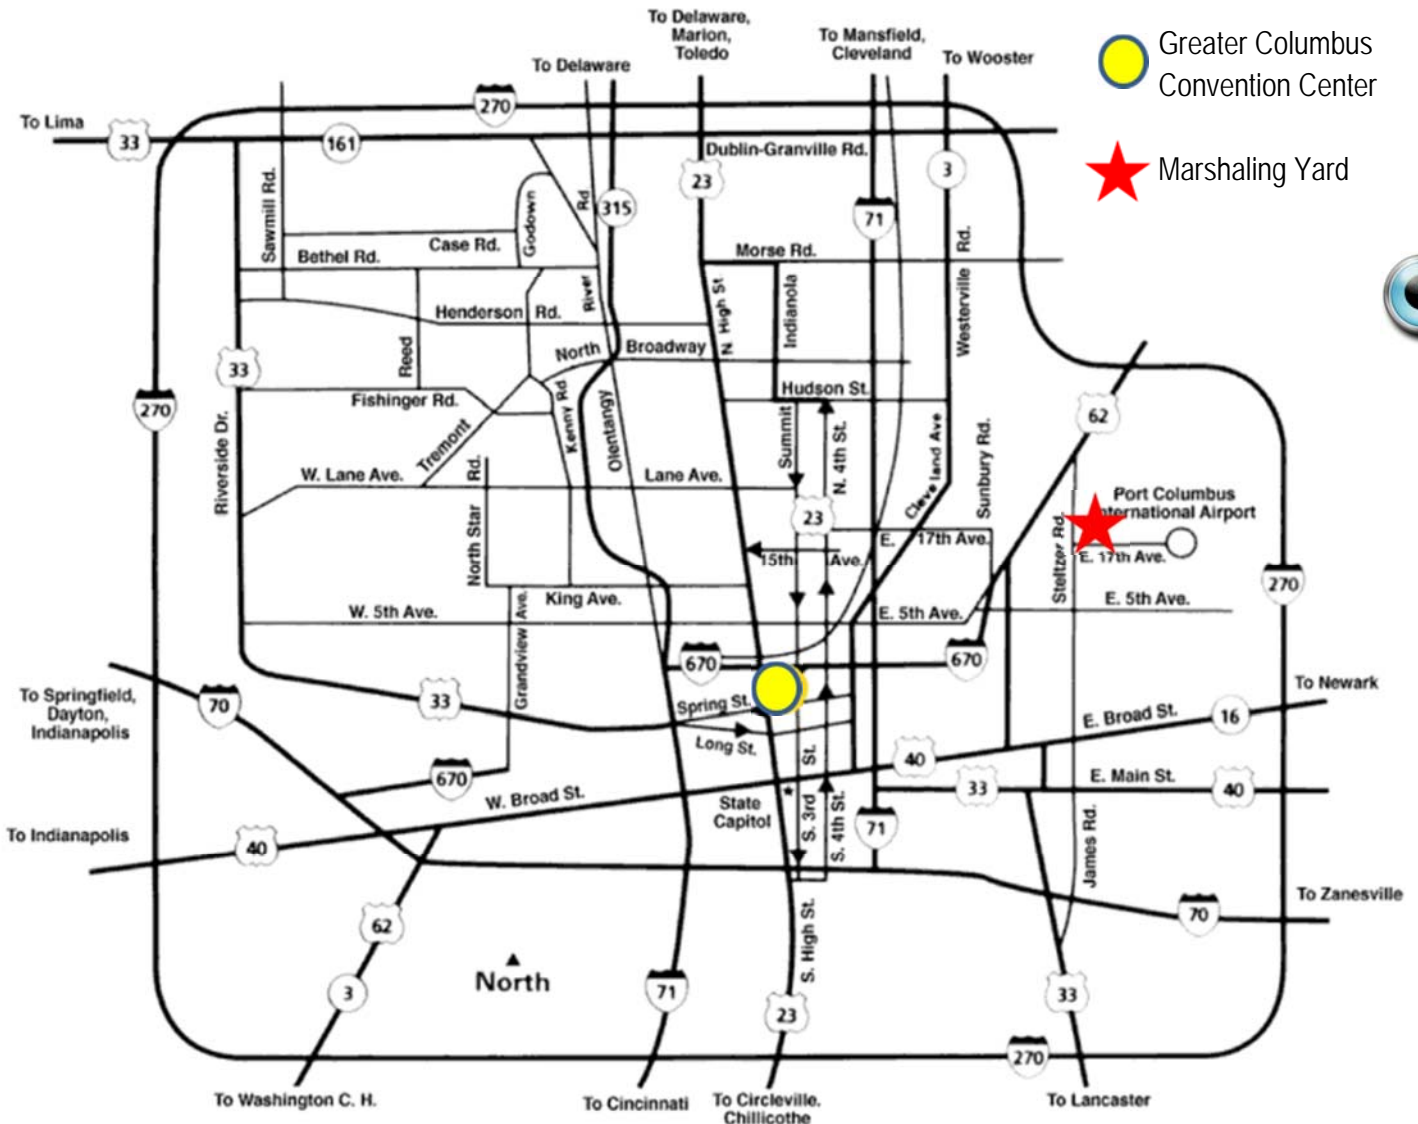 To Delaware,
Marion,
Toledo
To Mansfield,
Cleveland
To Wooster
To Delaware
Greater Columbus
Convention Center
Marshaling Yard
To Lima
33
161
270
Dublin-Granville Rd.
23
3
315
71
Sawmill Rd.
Godown
Rd
Case Rd.
Bethel Rd.
Morse Rd.
Westerville Rd.
River
Henderson Rd.
N. High St.
Indianola
Reed
North Broadway
33
270
Fishinger Rd.
Kenny Rd
Hudson St.
62
Riverside Dr.
Tremont
Olentangy
Summit
N. 4th St.
Cleveland Ave
Sunbury Rd.
W. Lane Ave.
Lane Ave.
North Star Rd.
23
Port Columbus
International Airport
Steltzer Rd.
E. 17th Ave.
E. 17th Ave.
15th Ave.
270
King Ave.
W. 5th Ave.
E. 5th Ave.
E. 5th Ave.
Grandview Ave.
670
670
To Springfield,
Dayton,
Indianapolis
70
33
Spring St.
Long St.
To Newark
E. Broad St.
16
40
670
W. Broad St.
State
Capitol
S. 3rd St.
S. 4th St.
33
E. Main St.
40
To Indianapolis
40
71
James Rd.
To Zanesville
70
62
3
North
71
S. High St.
23
33
270
To Washington C. H.
To Cincinnati
To Circleville.
Chillicothe
To Lancaster